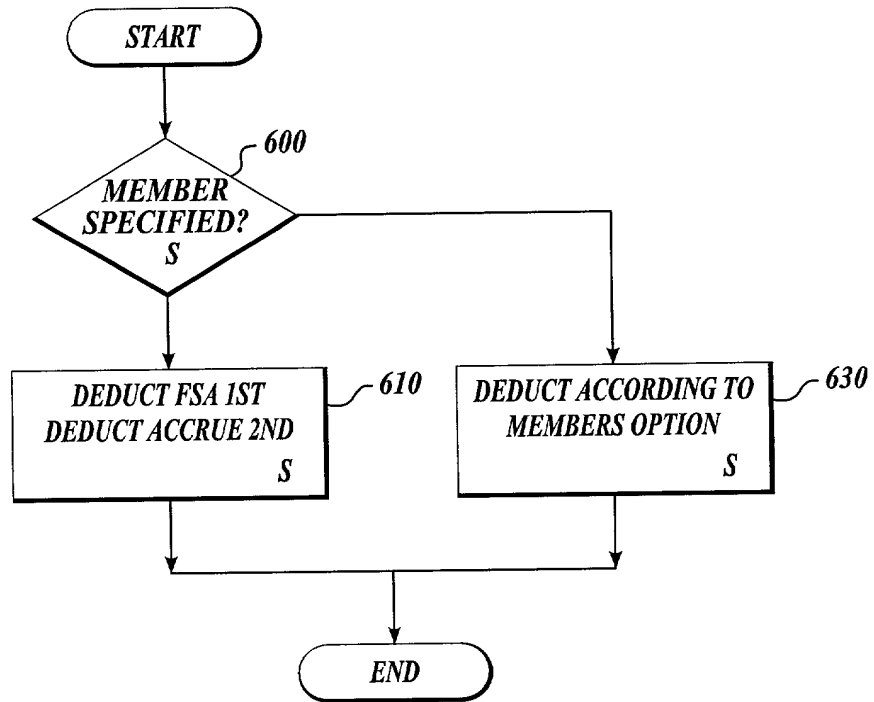 START
600
MEMBER
SPECIFIED?
S
DEDUCT FSA 1ST
DEDUCT ACCRUE 2ND
S
610
DEDUCT ACCORDING TO
MEMBERS OPTION
S
630
END